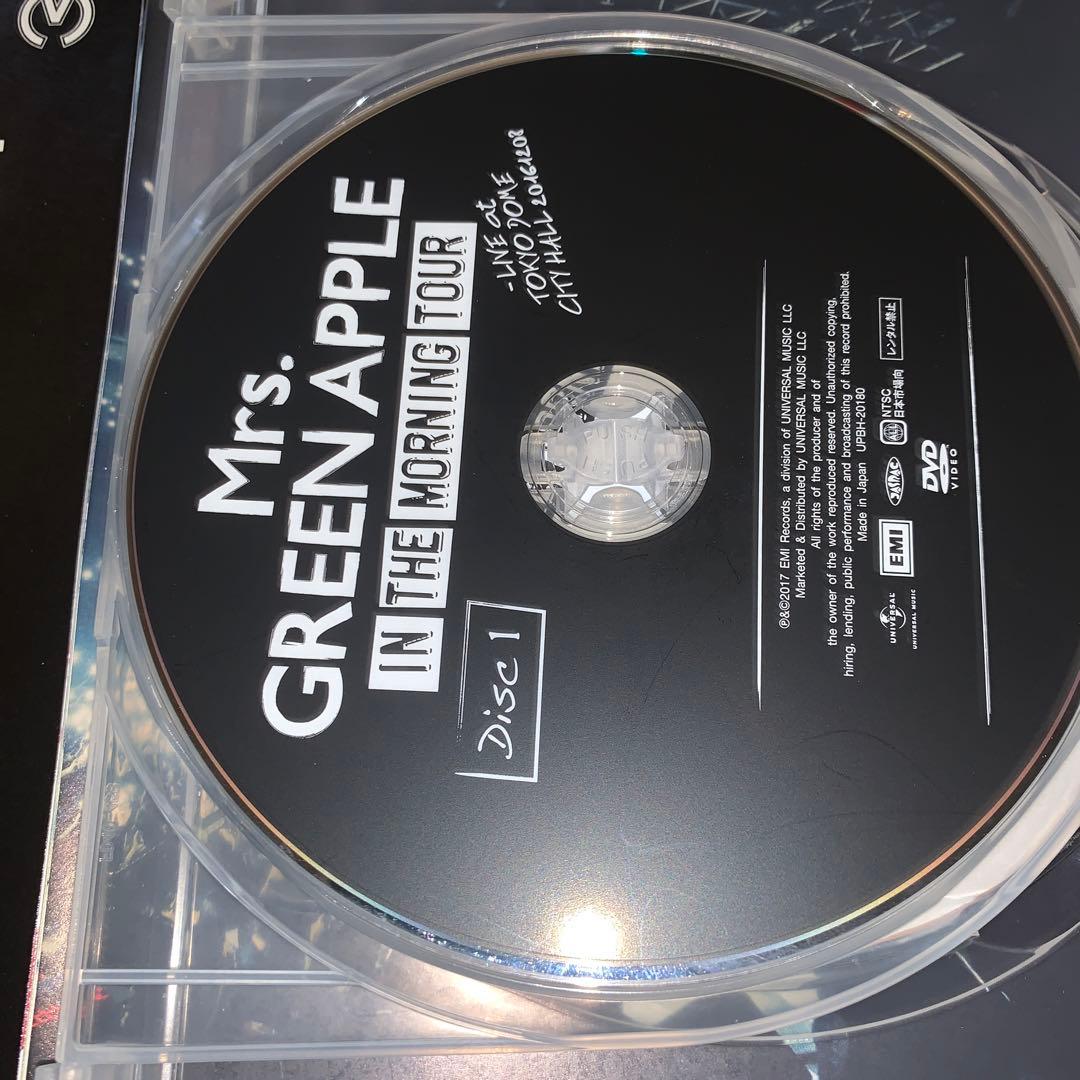 Mrs.
GREEN APPLE
IN THE MORNING TOUR
-LIVE at
TOKYO DOME
CITY HALL 20161208
Disc 1
℗&©2017 EMI Records, a division of UNIVERSAL MUSIC LLC
Marketed & Distributed by UNIVERSAL MUSIC LLC
All rights of the producer and of
the owner of the work reproduced reserved. Unauthorized copying,
hiring, lending, public performance and broadcasting of this record prohibited.
Made in Japan UPBH-20180
UNIVERSAL
UNIVERSAL MUSIC
EMI
JASRAC
ALL
NTSC
日本市場向
レンタル禁止
DVD
VIDEO